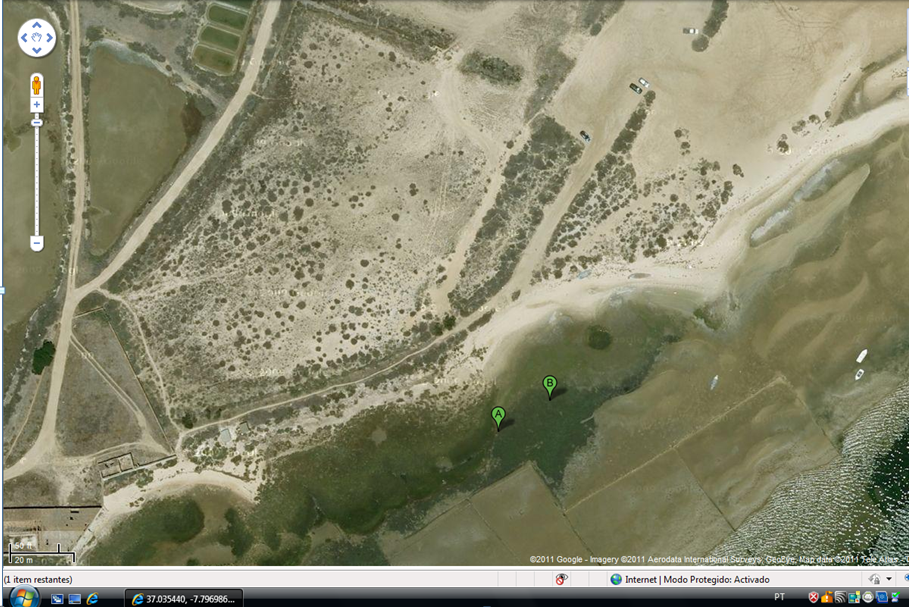 A
B
50 ft
20 m
©2011 Google - Imagery ©2011 Aerodata International Surveys, GeoEye, Map data ©2011 Tele Atlas -
(1 item restantes)
Internet | Modo Protegido: Activado
37.035440, -7.796986...
PT